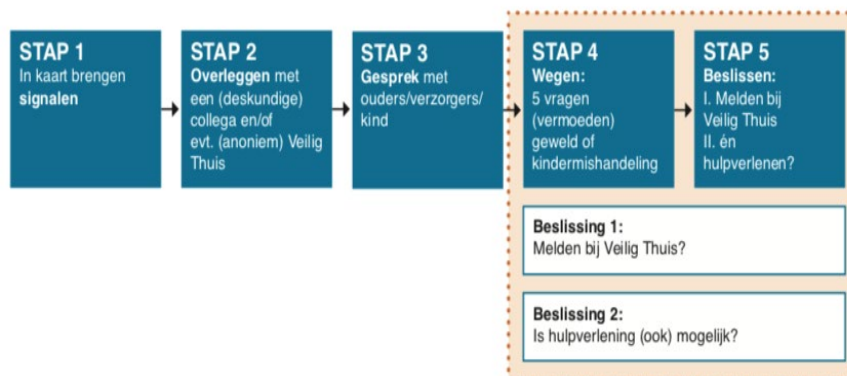 STAP 1
In kaart brengen
signalen
STAP 2
Overleggen met
een (deskundige)
collega en/of
evt. (anoniem) Veilig
Thuis
STAP 3
Gesprek met
ouders/verzorgers/
kind
STAP 4
Wegen:
5 vragen
(vermoeden)
geweld of
kindermishandeling
STAP 5
Beslissen:
I. Melden bij
Veilig Thuis
II. én
hulpverlenen?
Beslissing 1:
Melden bij Veilig Thuis?
Beslissing 2:
Is hulpverlening (ook) mogelijk?